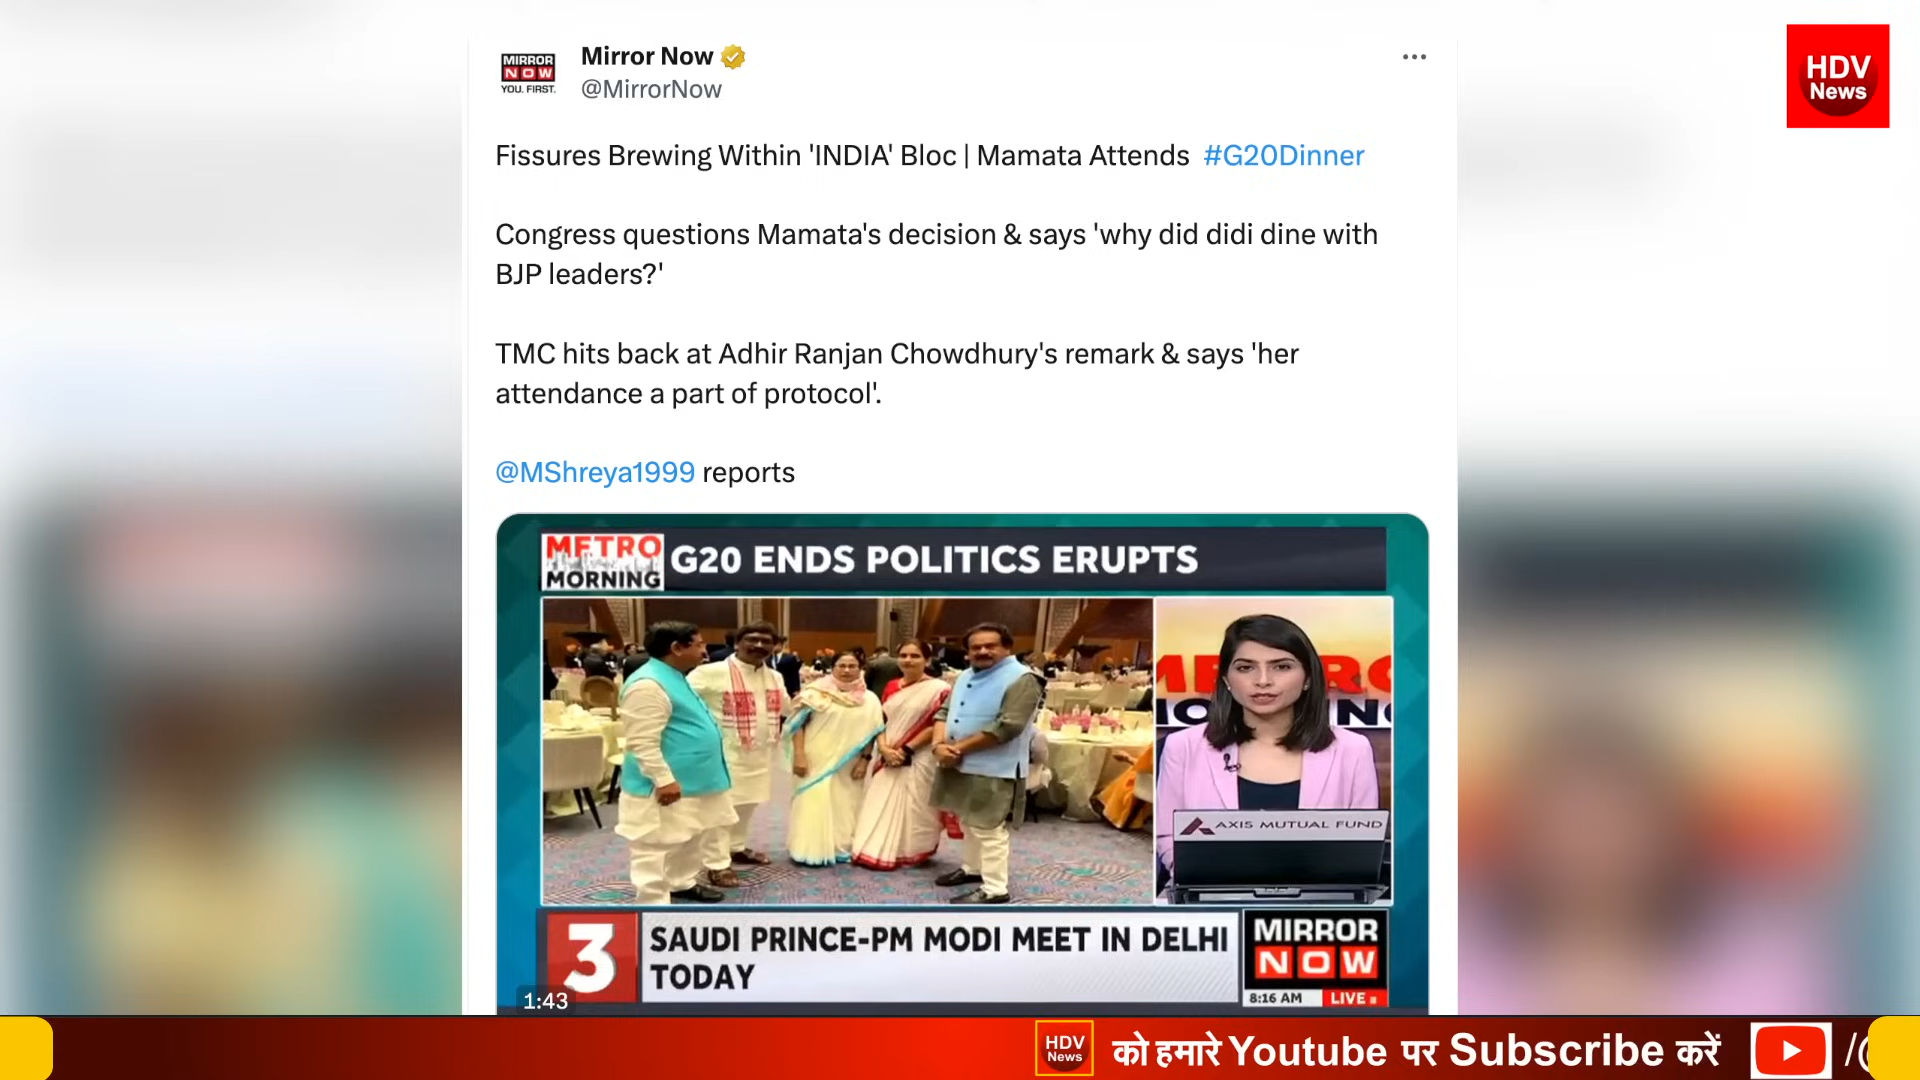 MIRROR
NOW
YOU. FIRST.
Mirror Now
@MirrorNow
HDV
News
Fissures Brewing Within 'INDIA' Bloc | Mamata Attends #G20Dinner
Congress questions Mamata's decision & says 'why did didi dine with
BJP leaders?'
TMC hits back at Adhir Ranjan Chowdhury's remark & says 'her
attendance a part of protocol'.
@MShreya1999 reports
METRO
MORNING
G20 ENDS POLITICS ERUPTS
AXIS MUTUAL FUND
3
SAUDI PRINCE-PM MODI MEET IN DELHI
TODAY
MIRROR
NOW
8:16 AM LIVE
1:43
HDV
News
को हमारे Youtube पर Subscribe करें